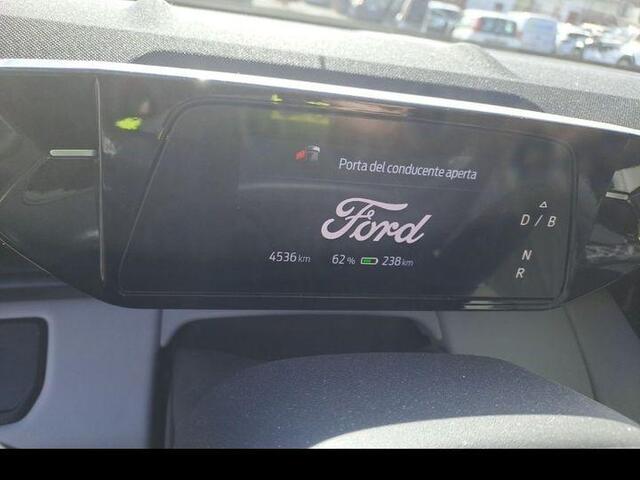 Porta del conducente aperta
Ford
D / B
4536 km 62 % 238 km
N
R